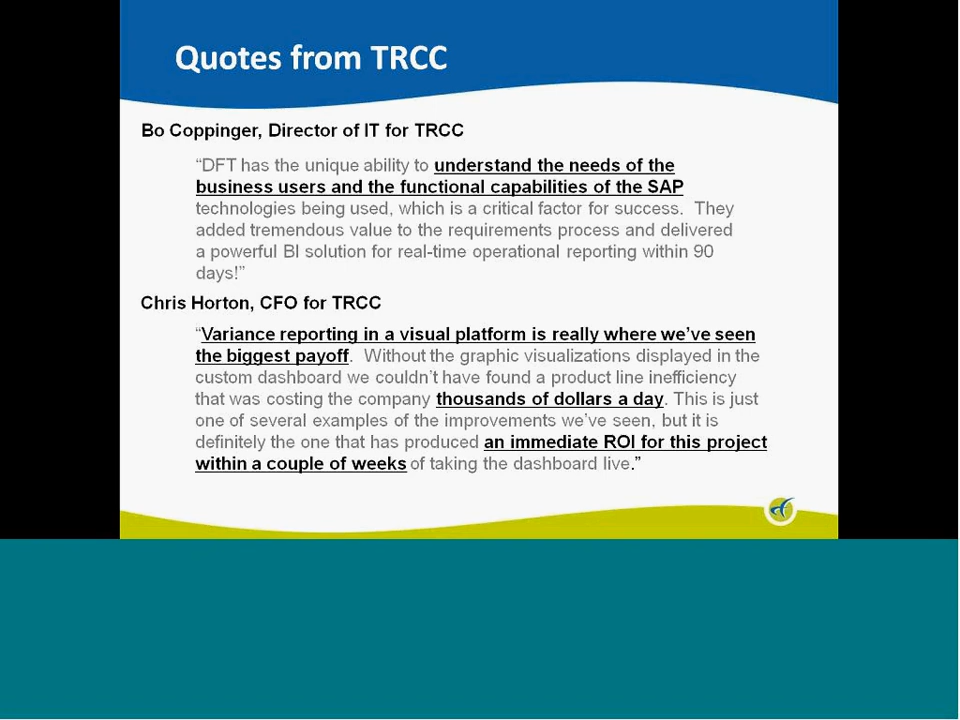 Quotes from TRCC
Bo Coppinger, Director of IT for TRCC
“DFT has the unique ability to understand the needs of the
business users and the functional capabilities of the SAP
technologies being used, which is a critical factor for success.  They
added tremendous value to the requirements process and delivered
a powerful BI solution for real-time operational reporting within 90
days!”
Chris Horton, CFO for TRCC
“Variance reporting in a visual platform is really where we’ve seen
the biggest payoff.  Without the graphic visualizations displayed in the
custom dashboard we couldn’t have found a product line inefficiency
that was costing the company thousands of dollars a day. This is just
one of several examples of the improvements we’ve seen, but it is
definitely the one that has produced an immediate ROI for this project
within a couple of weeks of taking the dashboard live.”